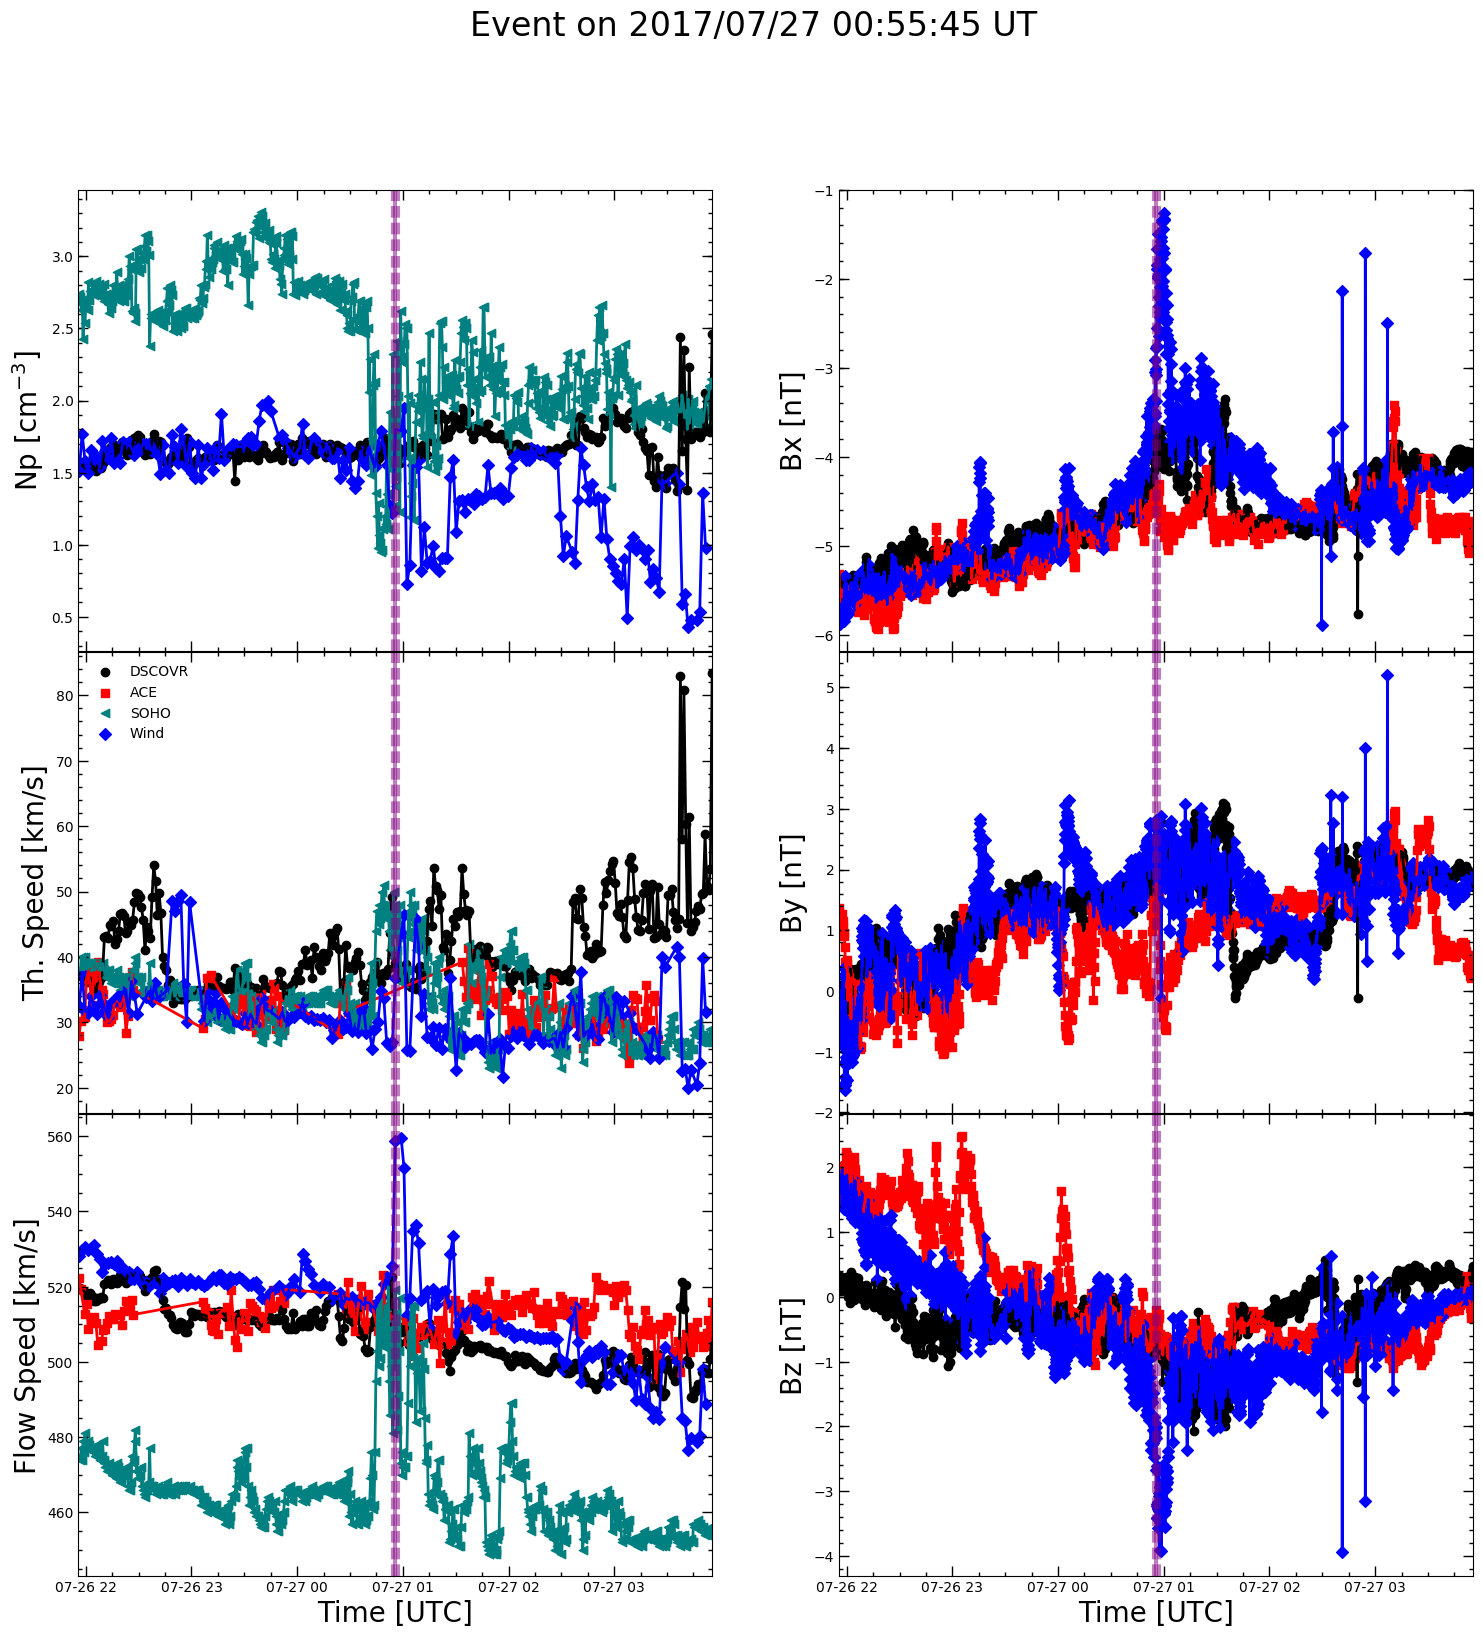 Event on 2017/07/27 00:55:45 UT
Np [cm⁻³]
3.0
2.5
2.0
1.5
1.0
0.5
Th. Speed [km/s]
80
70
60
50
40
30
20
DSCOVR
ACE
SOHO
Wind
Flow Speed [km/s]
560
540
520
500
480
460
07-26 22 07-26 23 07-27 00 07-27 01 07-27 02 07-27 03
Time [UTC]
Bx [nT]
−1
−2
−3
−4
−5
−6
By [nT]
5
4
3
2
1
0
−1
−2
Bz [nT]
2
1
0
−1
−2
−3
−4
07-26 22 07-26 23 07-27 00 07-27 01 07-27 02 07-27 03
Time [UTC]